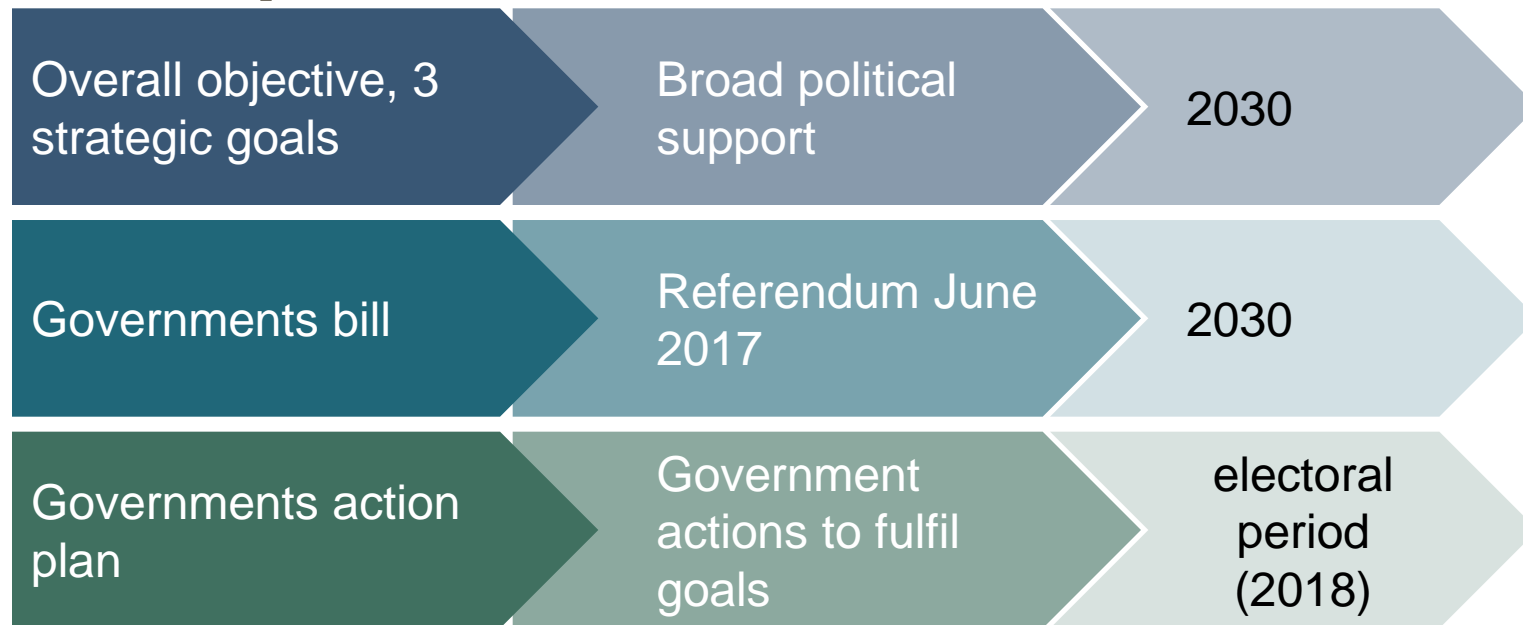 Overall objective, 3
strategic goals
Broad political
support
2030
Governments bill
Referendum June
2017
2030
Governments action
plan
Government
actions to fulfil
goals
electoral
period
(2018)